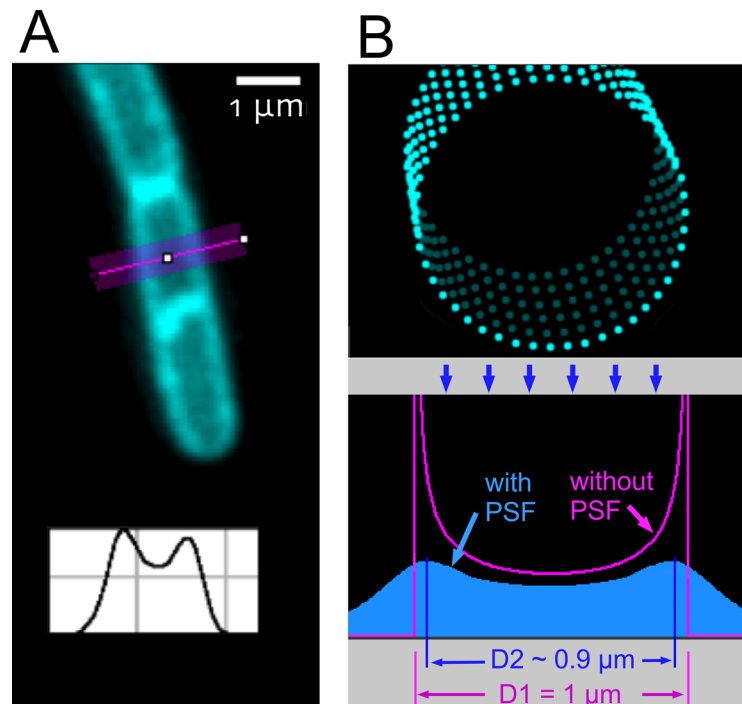 A
B
1 μm
with
PSF
without
PSF
D2 ~ 0.9 μm
D1 = 1 μm